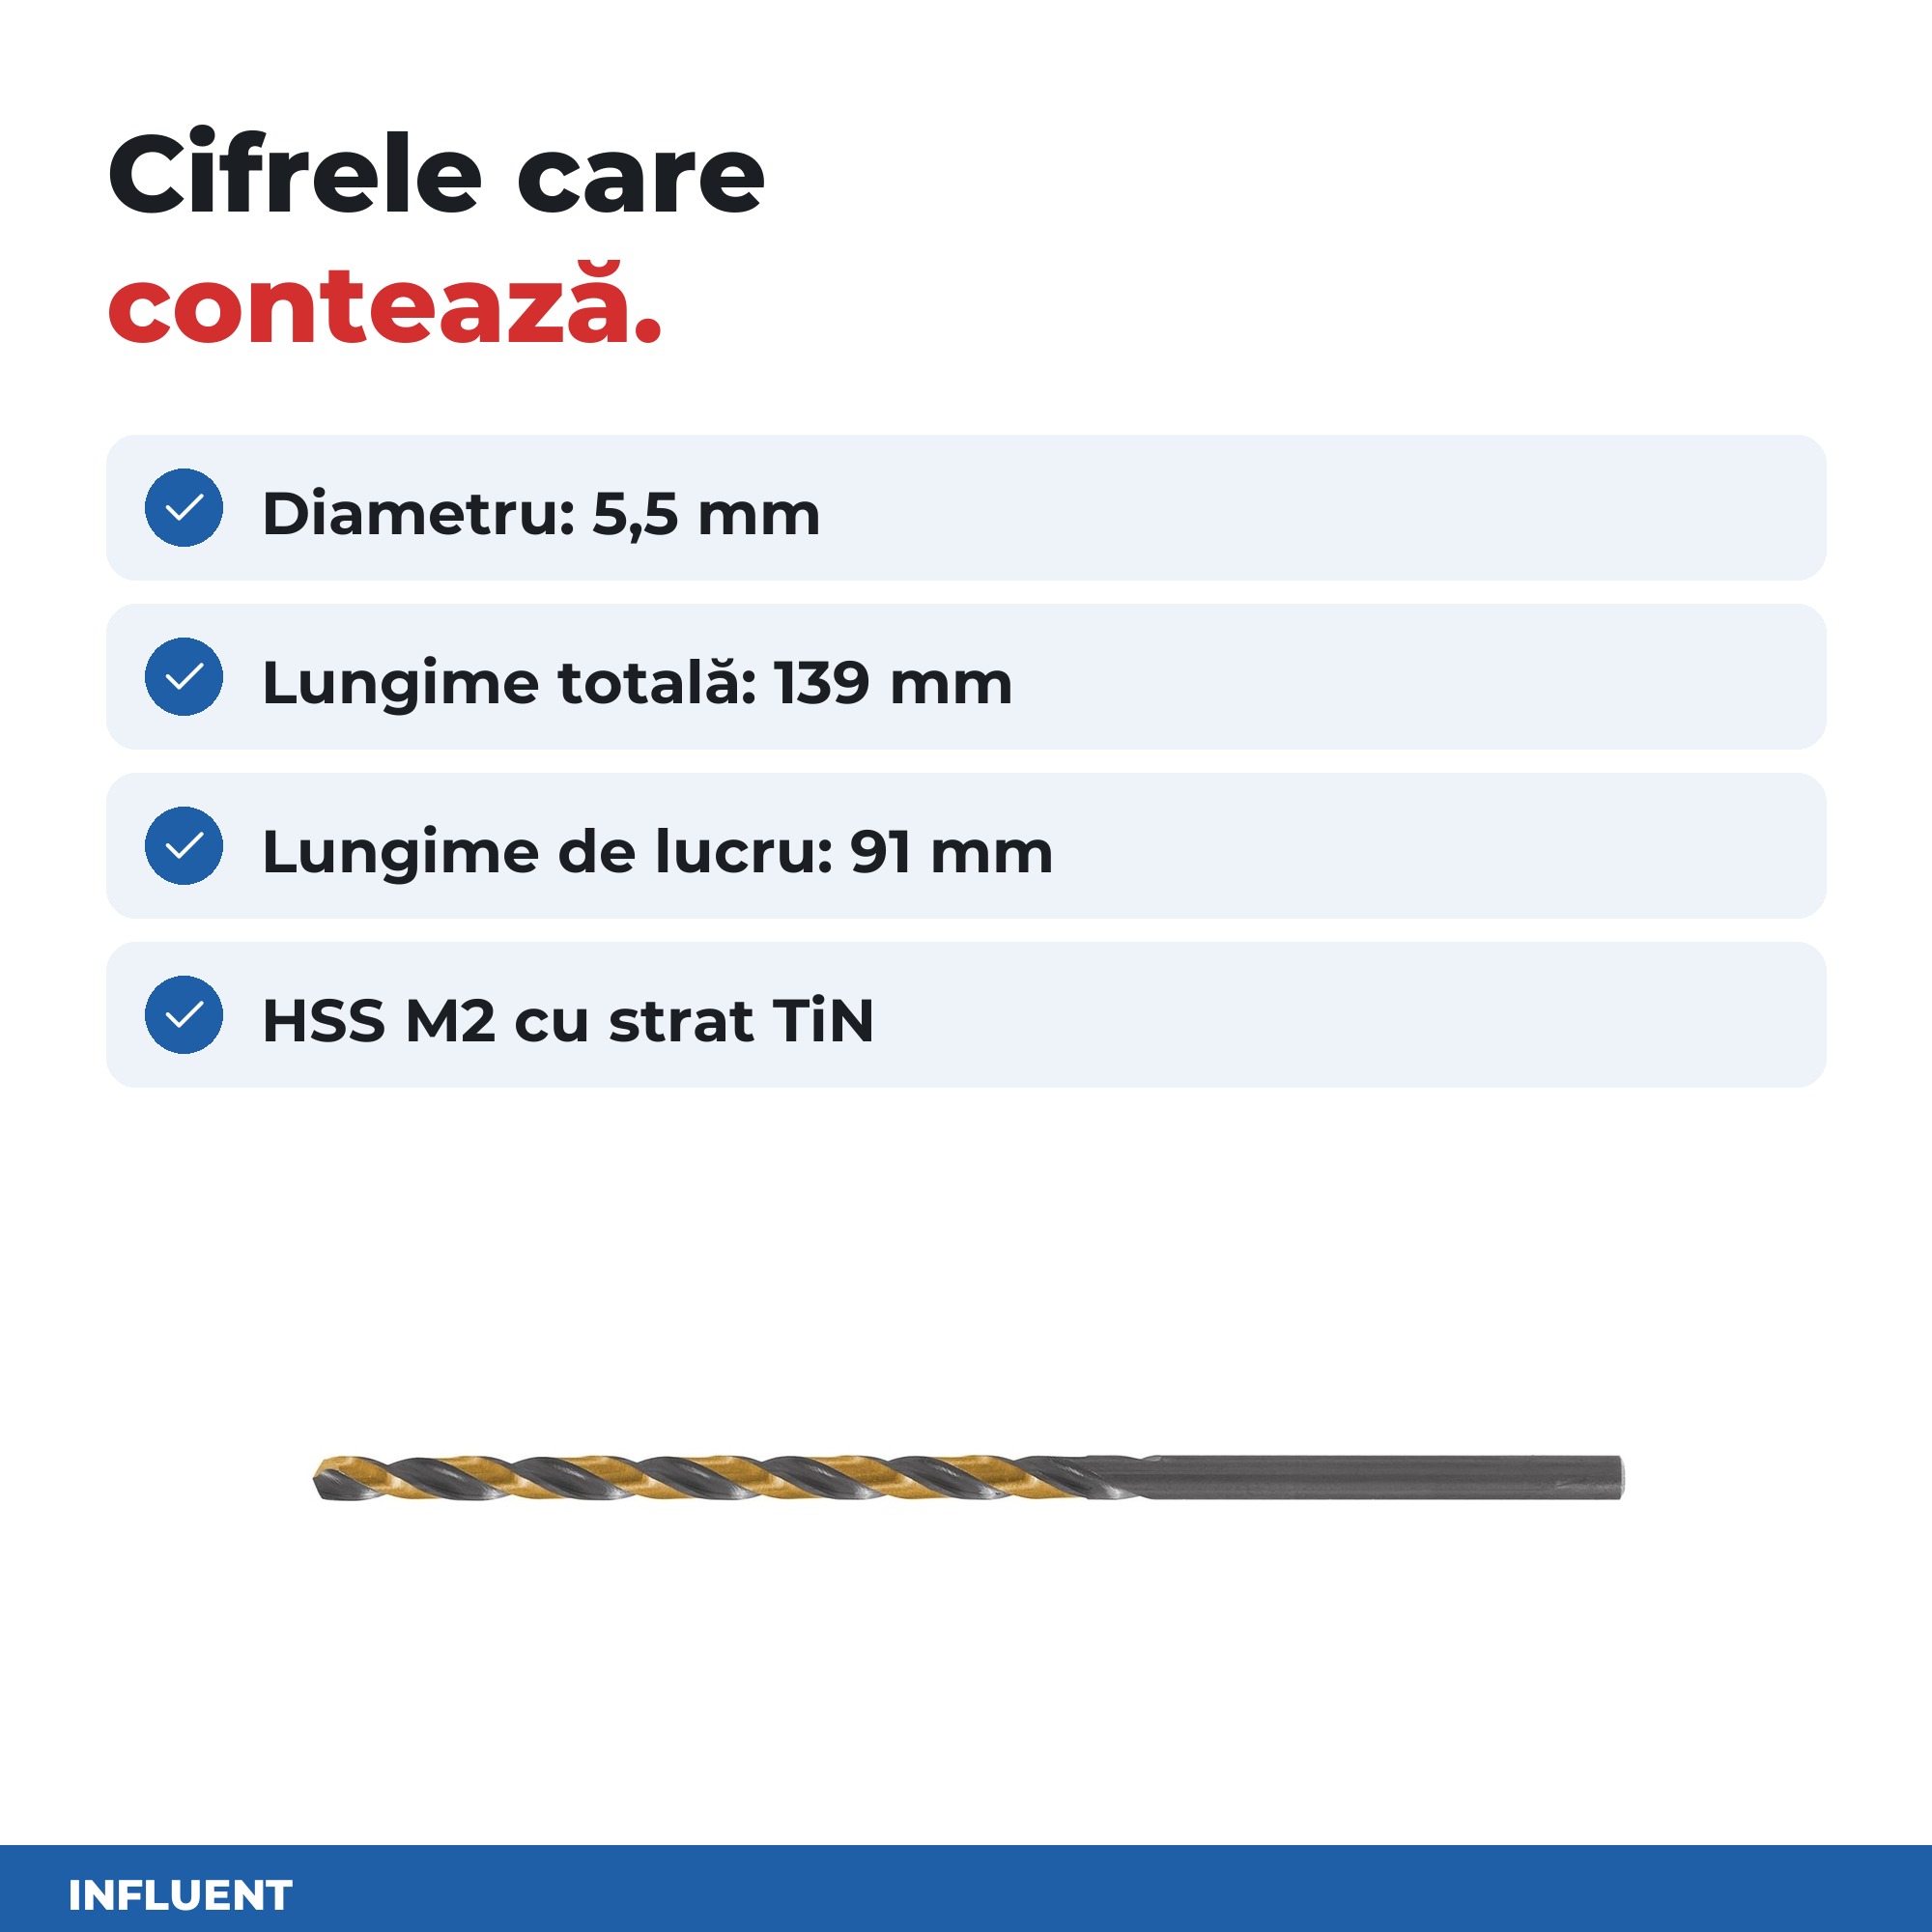 Cifrele care
contează.
Diametru: 5,5 mm
Lungime totală: 139 mm
Lungime de lucru: 91 mm
HSS M2 cu strat TiN
INFLUENT